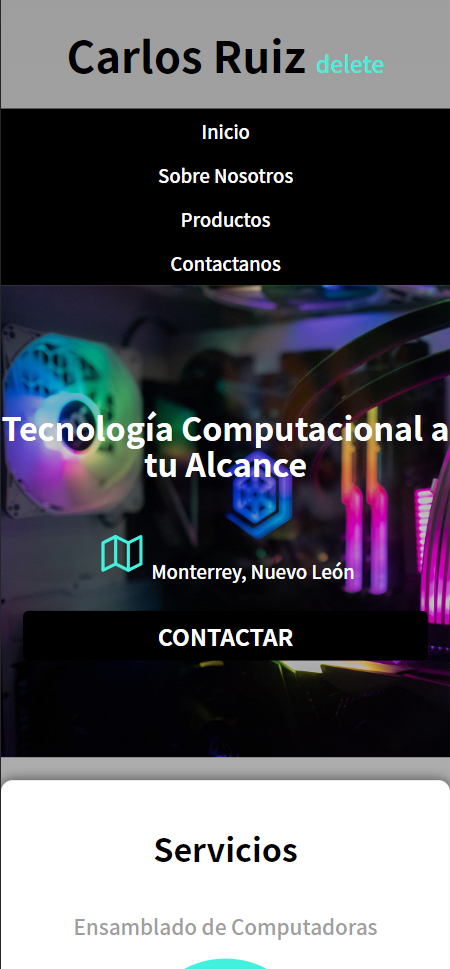 Carlos Ruiz delete
Inicio
Sobre Nosotros
Productos
Contactanos
Tecnología Computacional a
tu Alcance
Monterrey, Nuevo León
CONTACTAR
Servicios
Ensamblado de Computadoras